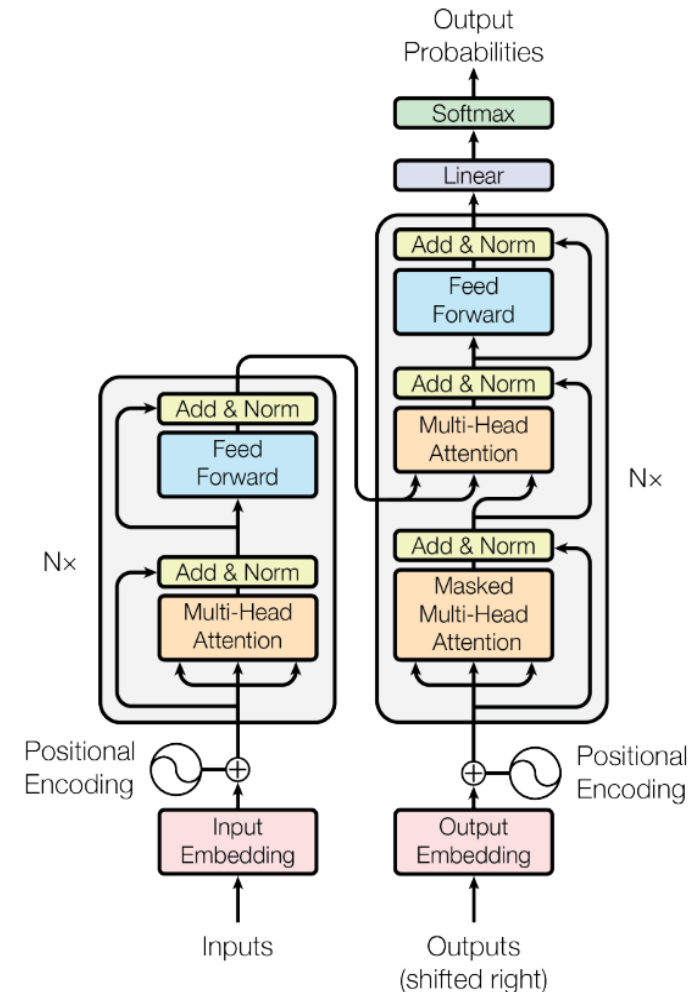 Output
Probabilities
Softmax
Linear
Add & Norm
Feed
Forward
Add & Norm
Multi-Head
Attention
Nx
Add & Norm
Masked
Multi-Head
Attention
Add & Norm
Feed
Forward
Nx
Add & Norm
Multi-Head
Attention
Positional
Encoding
Positional
Encoding
Input
Embedding
Output
Embedding
Inputs
Outputs
(shifted right)